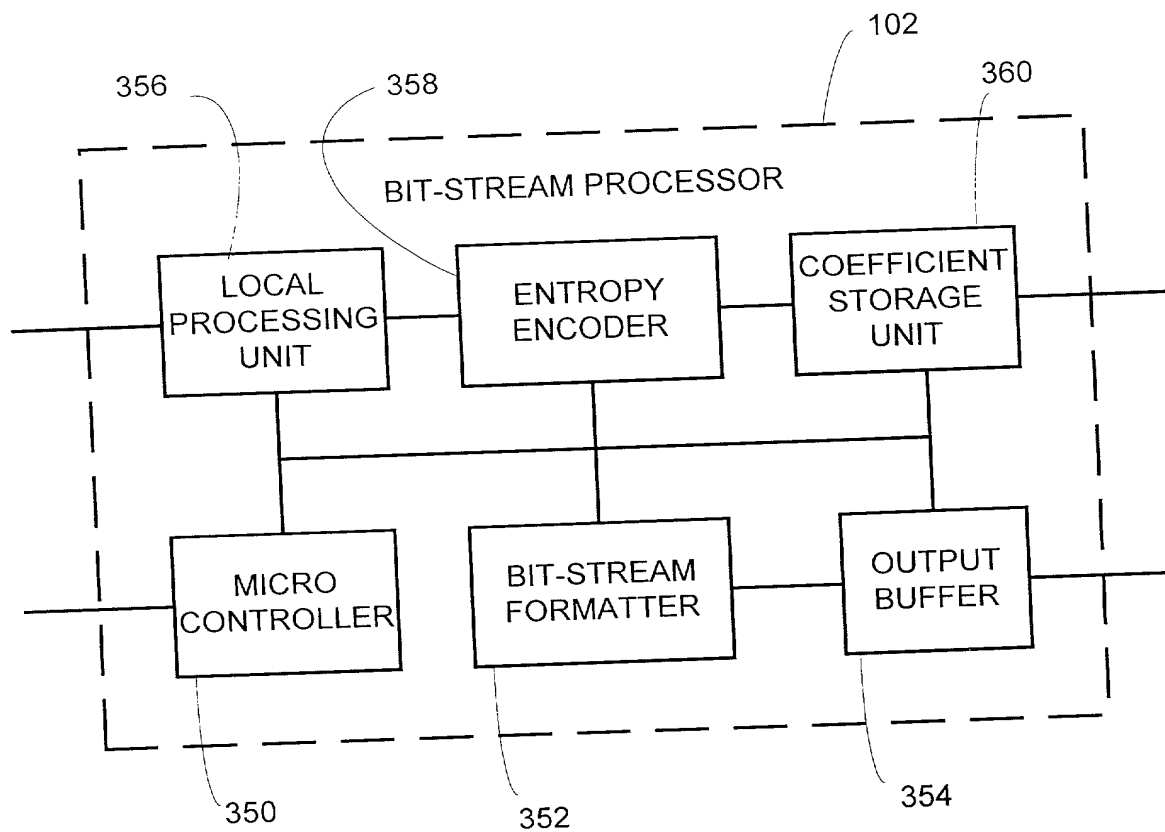 102
356
358
360
BIT-STREAM PROCESSOR
LOCAL
PROCESSING
UNIT
ENTROPY
ENCODER
COEFFICIENT
STORAGE
UNIT
MICRO
CONTROLLER
BIT-STREAM
FORMATTER
OUTPUT
BUFFER
350
352
354